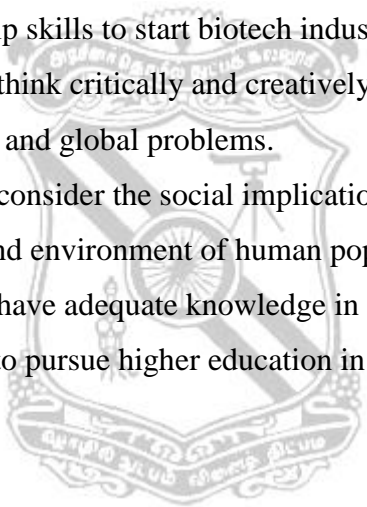 p skills to start biotech indus
think critically and creatively
and global problems.
consider the social implicatio
nd environment of human pop
have adequate knowledge in
to pursue higher education in